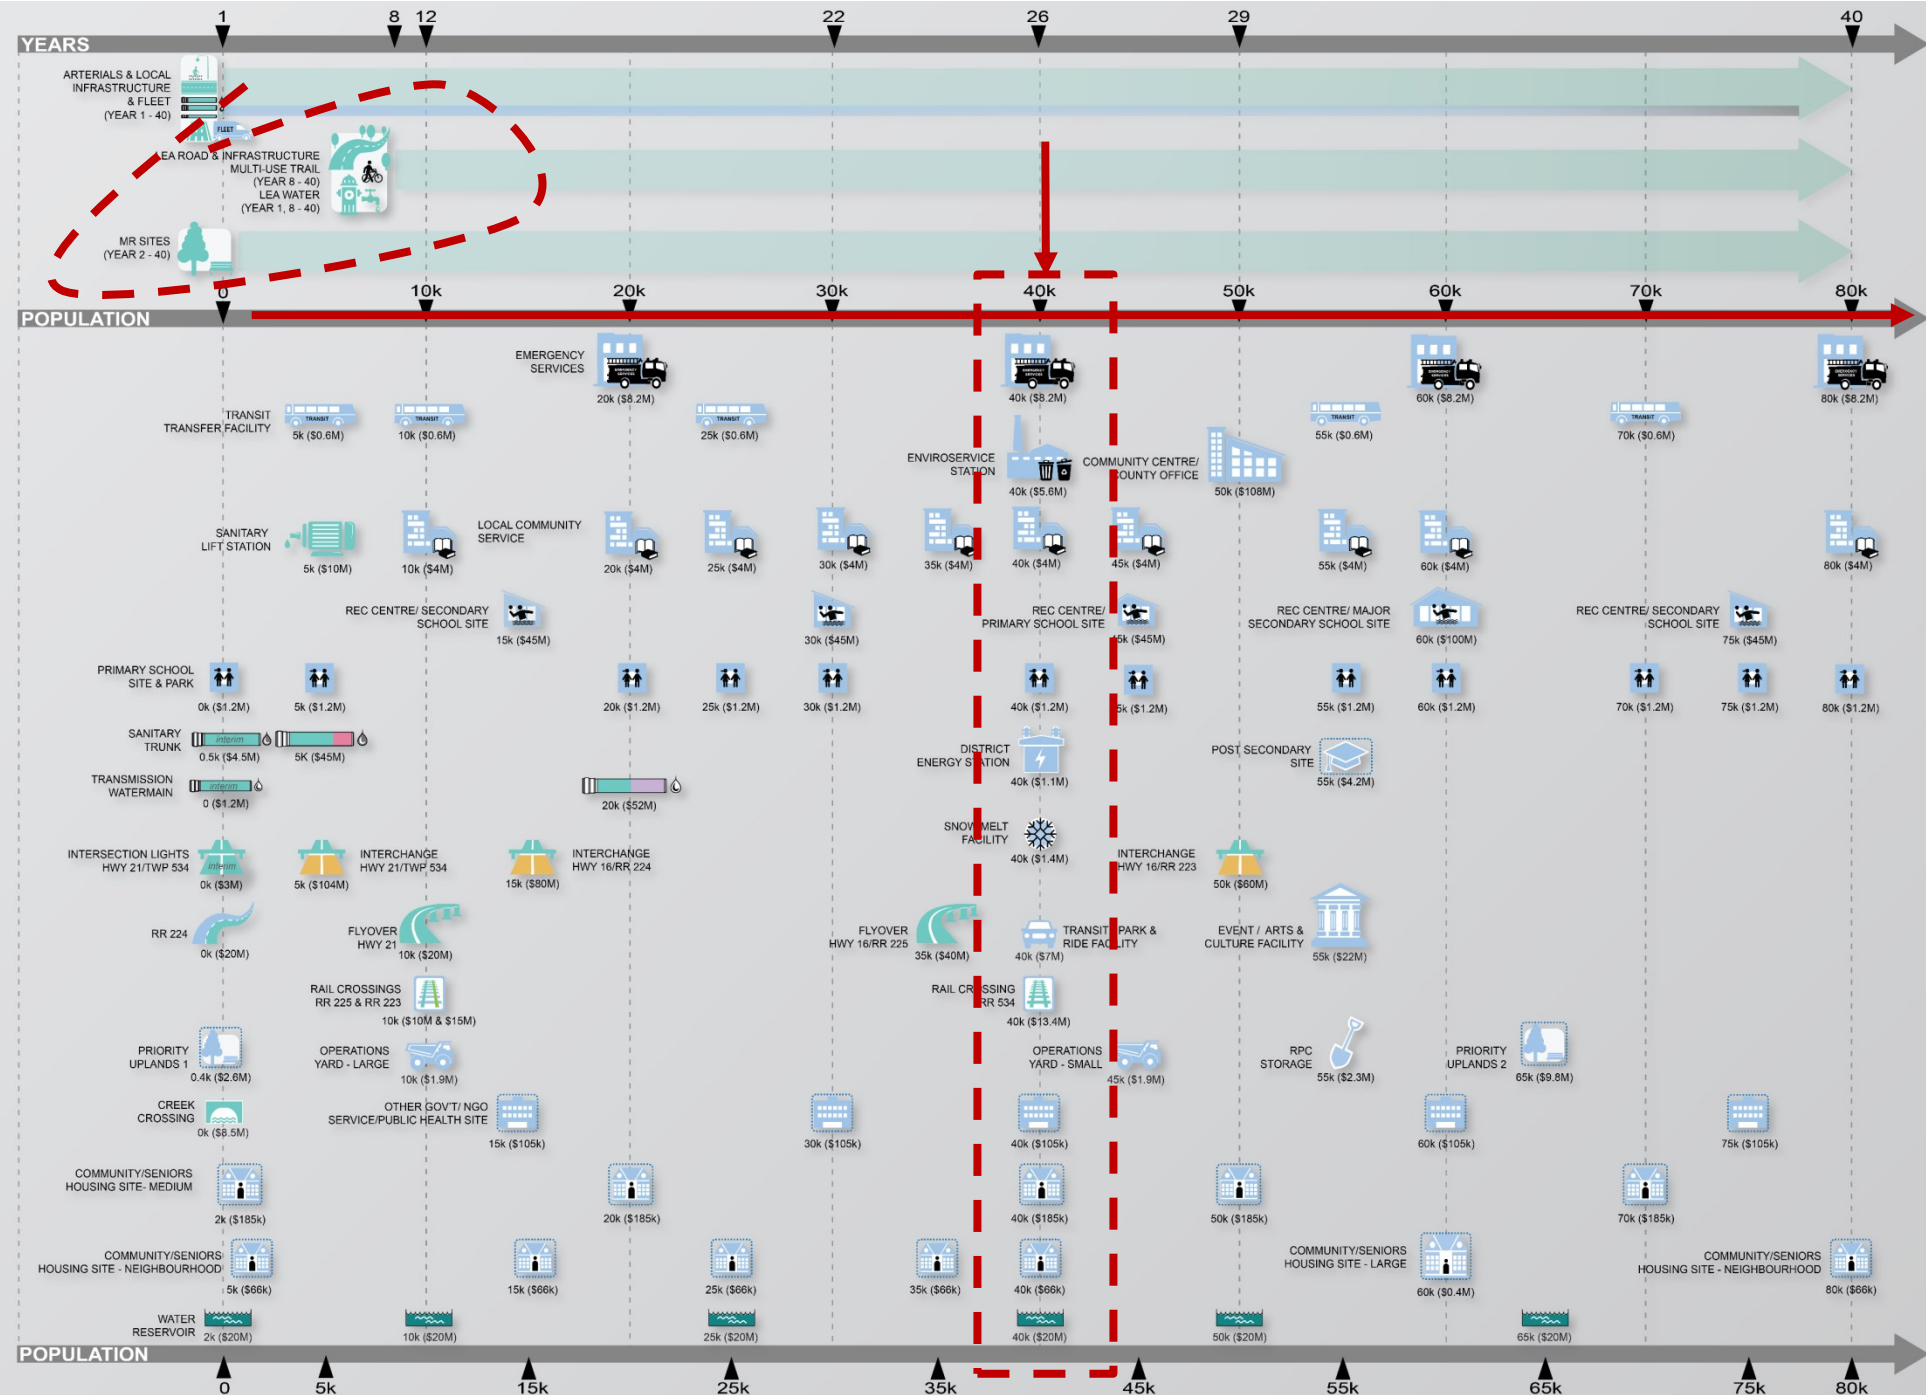 1 8 12 22 26 29 40
YEARS
ARTERIALS & LOCAL
INFRASTRUCTURE
& FLEET
(YEAR 1 - 40)
FLEET
LEA ROAD & INFRASTRUCTURE
MULTI-USE TRAIL
(YEAR 8 - 40)
LEA WATER
(YEAR 1, 8 - 40)
MR SITES
(YEAR 2 - 40)
0 10k 20k 30k 40k 50k 60k 70k 80k
POPULATION
EMERGENCY
SERVICES
EMERGENCY SERVICES
20k ($8.2M)
EMERGENCY SERVICES
40k ($8.2M)
EMERGENCY SERVICES
60k ($8.2M)
EMERGENCY SERVICES
80k ($8.2M)
TRANSIT
TRANSFER FACILITY
TRANSIT
5k ($0.6M)
TRANSIT
10k ($0.6M)
TRANSIT
25k ($0.6M)
TRANSIT
55k ($0.6M)
TRANSIT
70k ($0.6M)
ENVIROSERVICE
STATION
40k ($5.6M)
COMMUNITY CENTRE/
COUNTY OFFICE
50k ($108M)
SANITARY
LIFT STATION
5k ($10M)
10k ($4M)
LOCAL COMMUNITY
SERVICE
20k ($4M)
25k ($4M)
30k ($4M)
35k ($4M)
40k ($4M)
45k ($4M)
55k ($4M)
60k ($4M)
80k ($4M)
REC CENTRE/ SECONDARY
SCHOOL SITE
15k ($45M)
30k ($45M)
REC CENTRE/
PRIMARY SCHOOL SITE
45k ($45M)
REC CENTRE/ MAJOR
SECONDARY SCHOOL SITE
60k ($100M)
REC CENTRE/ SECONDARY
SCHOOL SITE
75k ($45M)
PRIMARY SCHOOL
SITE & PARK
0k ($1.2M)
5k ($1.2M)
20k ($1.2M)
25k ($1.2M)
30k ($1.2M)
40k ($1.2M)
45k ($1.2M)
55k ($1.2M)
60k ($1.2M)
70k ($1.2M)
75k ($1.2M)
80k ($1.2M)
SANITARY
TRUNK
interim
0.5k ($4.5M)
5K ($45M)
DISTRICT
ENERGY STATION
40k ($1.1M)
POST SECONDARY
SITE
55k ($4.2M)
TRANSMISSION
WATERMAIN
interim
0 ($1.2M)
20k ($52M)
SNOW MELT
FACILITY
40k ($1.4M)
INTERSECTION LIGHTS
HWY 21/TWP 534
interim
0k ($3M)
5k ($104M)
INTERCHANGE
HWY 21/TWP 534
15k ($80M)
INTERCHANGE
HWY 16/RR 224
INTERCHANGE
HWY 16/RR 223
50k ($60M)
RR 224
0k ($20M)
FLYOVER
HWY 21
10k ($20M)
FLYOVER
HWY 16/RR 225
35k ($40M)
TRANSIT PARK &
RIDE FACILITY
40k ($7M)
EVENT / ARTS &
CULTURE FACILITY
55k ($22M)
RAIL CROSSINGS
RR 225 & RR 223
10k ($10M & $15M)
RAIL CROSSING
RR 534
40k ($13.4M)
PRIORITY
UPLANDS 1
0.4k ($2.6M)
OPERATIONS
YARD - LARGE
10k ($1.9M)
OPERATIONS
YARD - SMALL
45k ($1.9M)
RPC
STORAGE
55k ($2.3M)
PRIORITY
UPLANDS 2
65k ($9.8M)
CREEK
CROSSING
0k ($8.5M)
OTHER GOV'T/ NGO
SERVICE/PUBLIC HEALTH SITE
15k ($105k)
30k ($105k)
40k ($105k)
60k ($105k)
75k ($105k)
COMMUNITY/SENIORS
HOUSING SITE- MEDIUM
2k ($185k)
20k ($185k)
40k ($185k)
50k ($185k)
70k ($185k)
COMMUNITY/SENIORS
HOUSING SITE - NEIGHBOURHOOD
5k ($66k)
15k ($66k)
25k ($66k)
35k ($66k)
40k ($66k)
COMMUNITY/SENIORS
HOUSING SITE - LARGE
60k ($0.4M)
COMMUNITY/SENIORS
HOUSING SITE - NEIGHBOURHOOD
80k ($66k)
WATER
RESERVOIR
2k ($20M)
10k ($20M)
25k ($20M)
40k ($20M)
50k ($20M)
65k ($20M)
POPULATION
0 5k 15k 25k 35k 45k 55k 65k 75k 80k